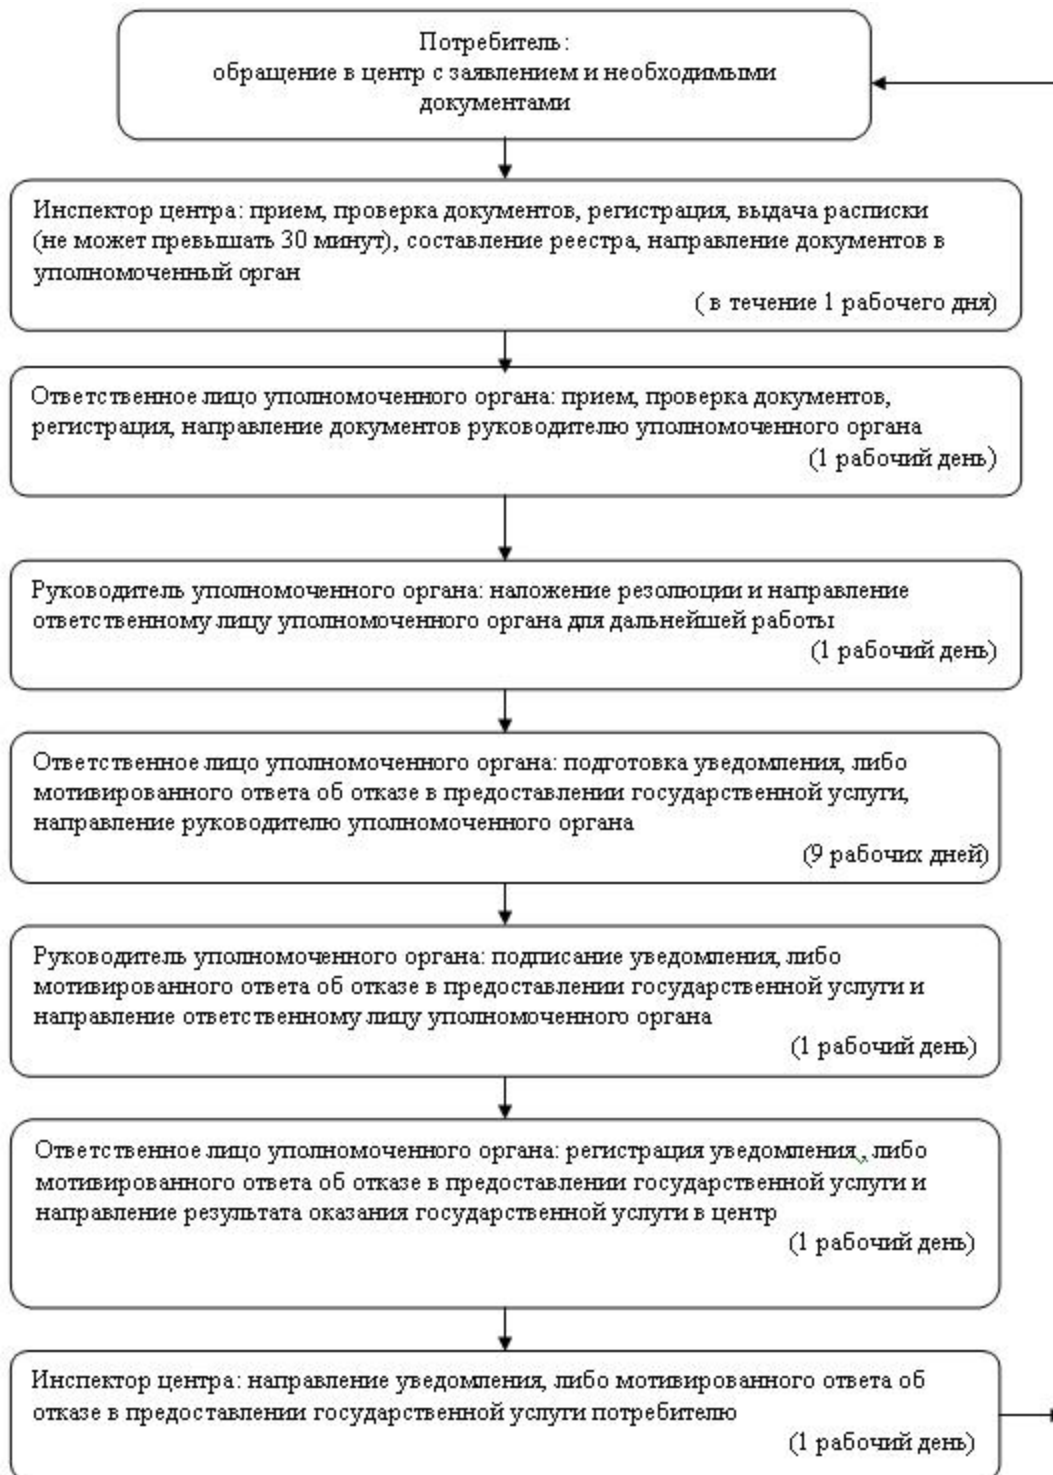 Потребитель:
обращение в центр с заявлением и необходимыми
документами
Инспектор центра: прием, проверка документов, регистрация, выдача расписки
(не может превышать 30 минут), составление реестра, направление документов в
уполномоченный орган
( в течение 1 рабочего дня)
Ответственное лицо уполномоченного органа: прием, проверка документов,
регистрация, направление документов руководителю уполномоченного органа
(1 рабочий день)
Руководитель уполномоченного органа: наложение резолюции и направление
ответственному лицу уполномоченного органа для дальнейшей работы
(1 рабочий день)
Ответственное лицо уполномоченного органа: подготовка уведомления, либо
мотивированного ответа об отказе в предоставлении государственной услуги,
направление руководителю уполномоченного органа
(9 рабочих дней)
Руководитель уполномоченного органа: подписание уведомления, либо
мотивированного ответа об отказе в предоставлении государственной услуги и
направление ответственному лицу уполномоченного органа
(1 рабочий день)
Ответственное лицо уполномоченного органа: регистрация уведомления , либо
мотивированного ответа об отказе в предоставлении государственной услуги и
направление результата оказания государственной услуги в центр
(1 рабочий день)
Инспектор центра: направление уведомления, либо мотивированного ответа об
отказе в предоставлении государственной услуги потребителю
(1 рабочий день)